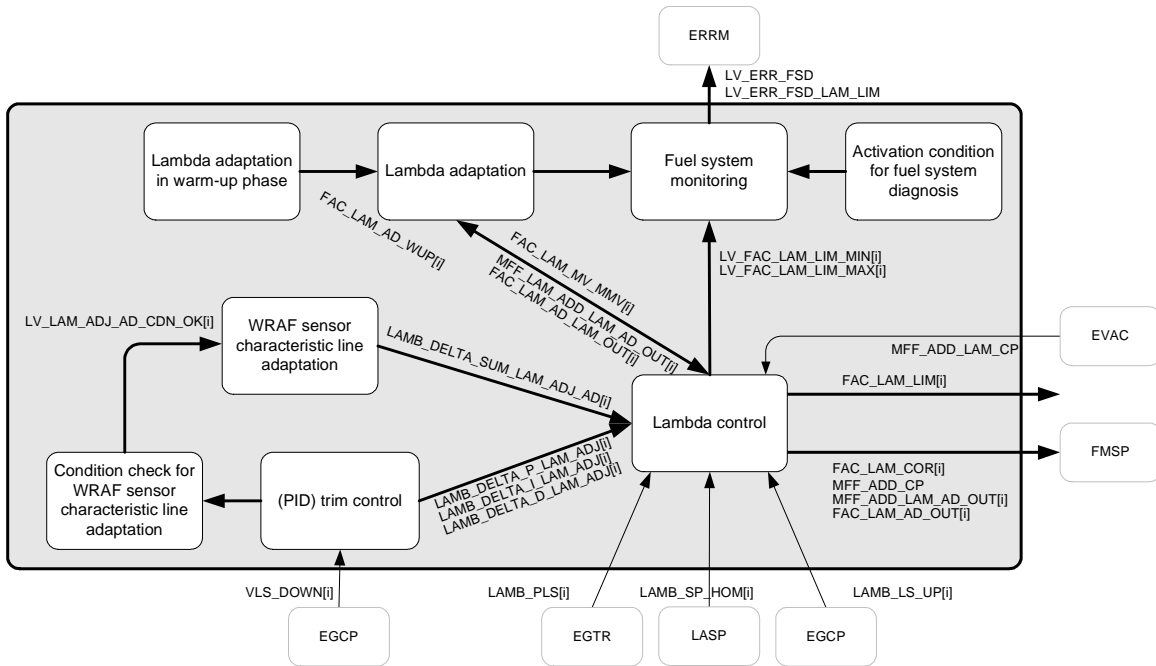 ERRM
LV_ERR_FSD
LV_ERR_FSD_LAM_LIM
Lambda adaptation
in warm-up phase
Lambda adaptation
Fuel system
monitoring
Activation condition
for fuel system
diagnosis
FAC_LAM_AD_WUP[i]
FAC_LAM_MV_MMV[i]
MFF_LAM_ADD_LAM_AD_OUT[i]
FAC_LAM_AD_LAM_OUT[i]
LV_FAC_LAM_LIM_MIN[i]
LV_FAC_LAM_LIM_MAX[i]
LV_LAM_ADJ_AD_CDN_OK[i]
WRAF sensor
characteristic line
adaptation
LAMB_DELTA_SUM_LAM_ADJ_AD[i]
EVAC
MFF_ADD_LAM_CP
FAC_LAM_LIM[i]
Lambda control
FMSP
Condition check for
WRAF sensor
characteristic line
adaptation
(PID) trim control
LAMB_DELTA_P_LAM_ADJ[i]
LAMB_DELTA_I_LAM_ADJ[i]
LAMB_DELTA_D_LAM_ADJ[i]
FAC_LAM_COR[i]
MFF_ADD_CP
MFF_ADD_LAM_AD_OUT[i]
FAC_LAM_AD_OUT[i]
VLS_DOWN[i]
LAMB_PLS[i]
LAMB_SP_HOM[i]
LAMB_LS_UP[i]
EGCP
EGTR
LASP
EGCP